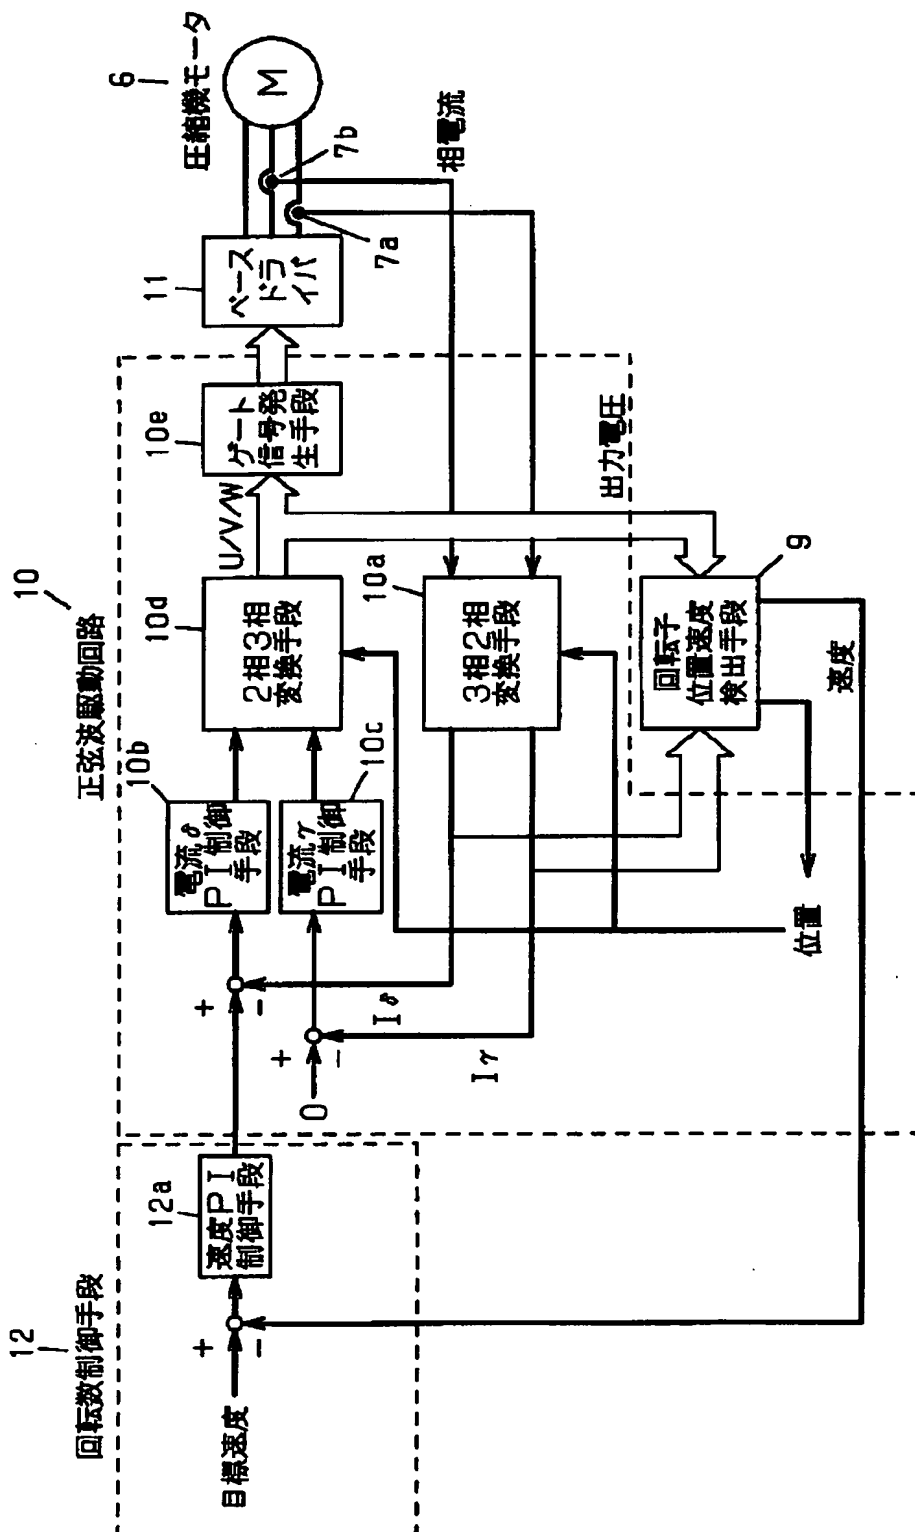 12
回転数制御手段
目標速度
+
-
12a
速度PI
制御手段
10
正弦波駆動回路
+
-
Iδ
0
+
-
Iγ
10b
電流δ
PI制御
手段
10c
電流γ
PI制御
手段
10d
2相3相
変換手段
U/V/W
10a
3相2相
変換手段
10e
ゲート
信号発
生手段
出力電圧
9
回転子
位置速度
検出手段
位置
速度
11
ベース
ドラ
イバ
7a
7b
相電流
6
圧縮機モータ
M